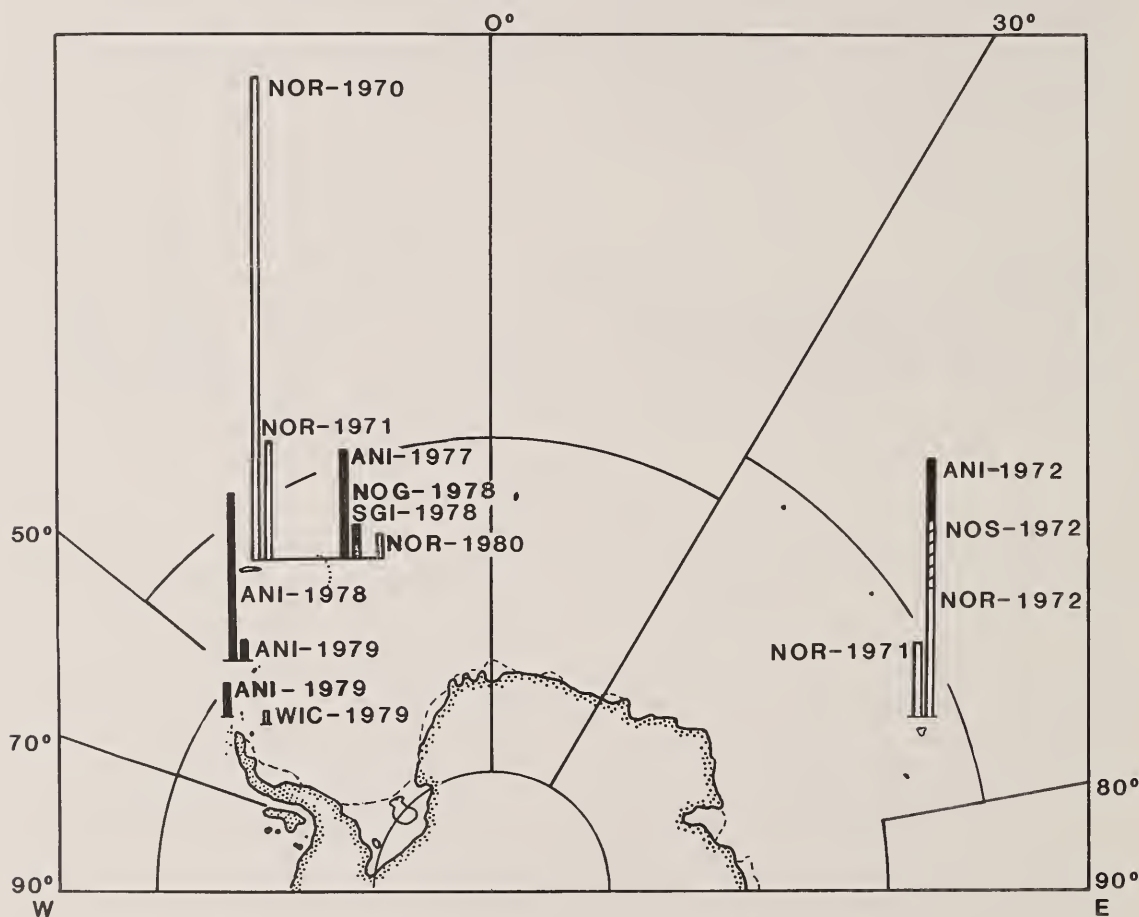 0°
30°
NOR-1970
NOR-1971
ANI-1977
NOG-1978
SGI-1978
NOR-1980
50°
ANI-1978
ANI-1979
ANI-1979
WIC-1979
70°
90°
W
ANI-1972
NOS-1972
NOR-1972
NOR-1971
80°
90°
E